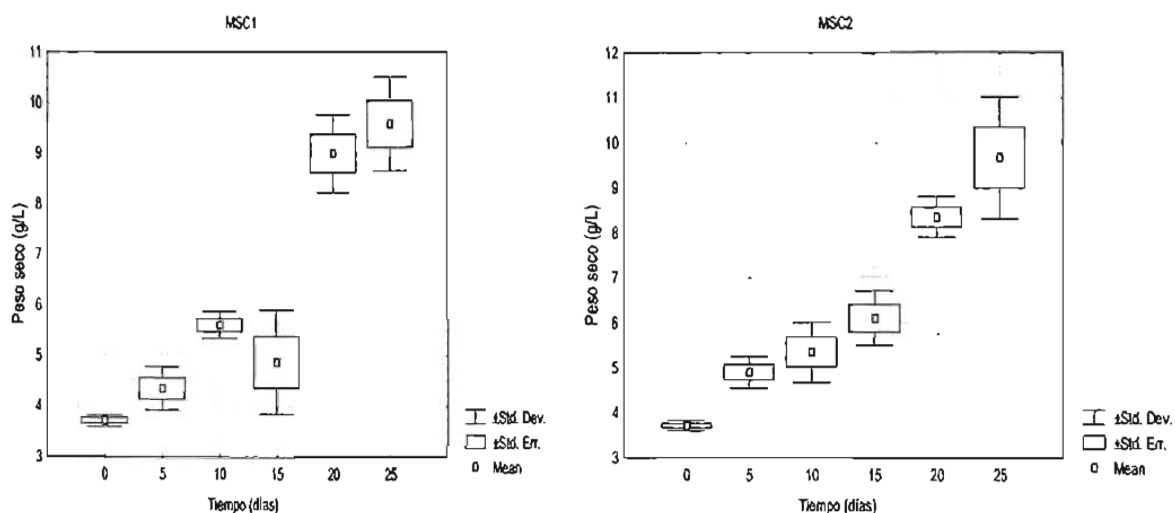 MSC1
Peso seco (g/L)
11
10
9
8
7
6
5
4
3
0 5 10 15 20 25
Tiempo (días)
±Std. Dev.
±Std. Err.
Mean
MSC2
Peso seco (g/L)
12
11
10
9
8
7
6
5
4
3
0 5 10 15 20 25
Tiempo (días)
±Std. Dev.
±Std. Err.
Mean